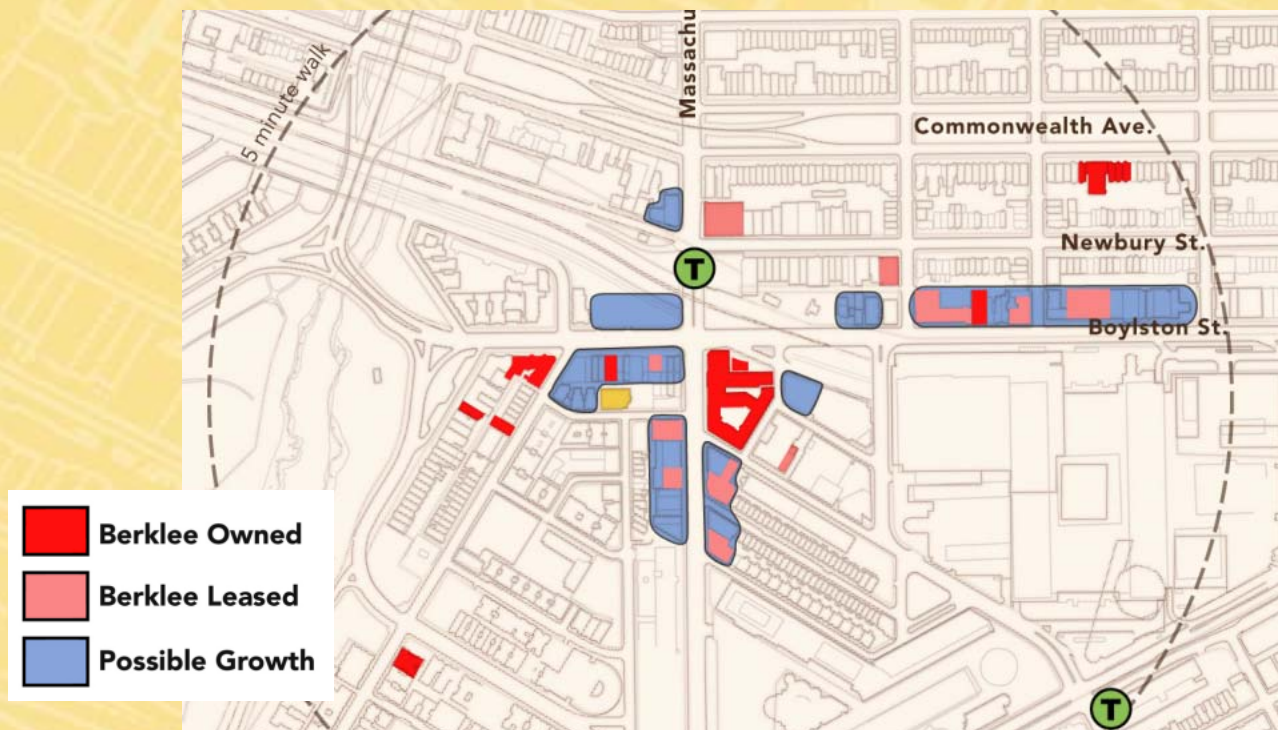 Massachu
5 minute walk
Commonwealth Ave.
Newbury St.
T
Boylston St.
Berklee Owned
Berklee Leased
Possible Growth
T